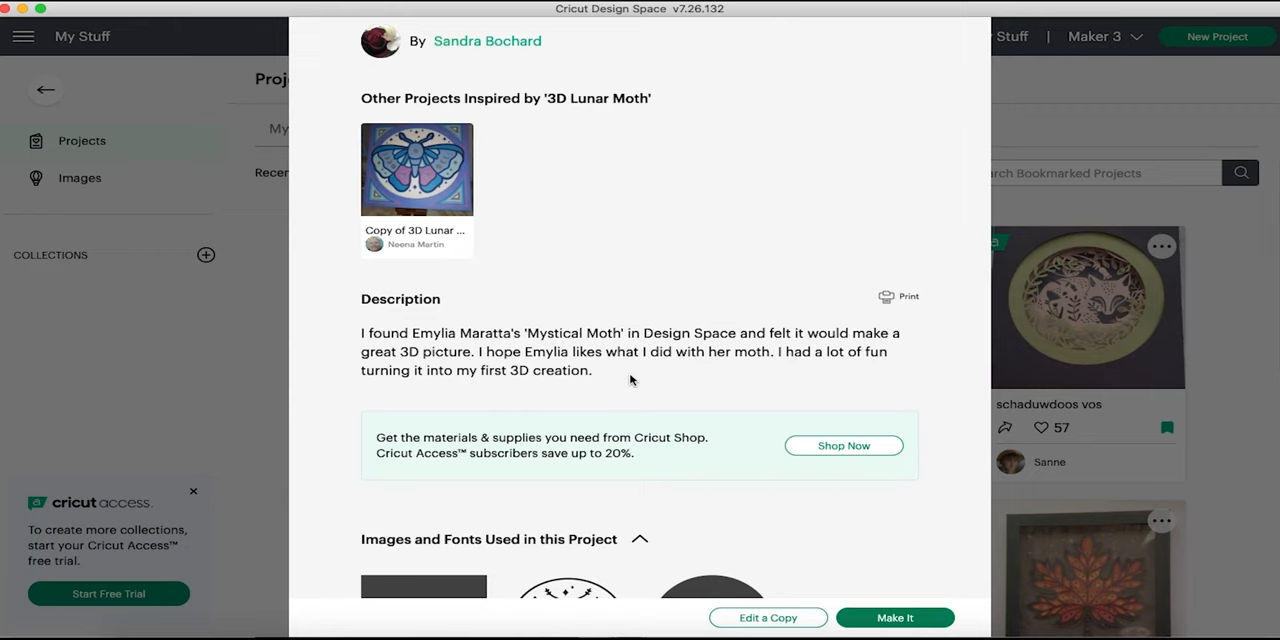 Cricut Design Space v7.26.132
My Stuff
Stuff | Maker 3
New Project
By Sandra Bochard
Proj
Other Projects Inspired by '3D Lunar Moth'
My
Projects
Recen
rch Bookmarked Projects
Images
Copy of 3D Lunar ...
Neena Martin
COLLECTIONS
Description
Print
I found Emylia Maratta's 'Mystical Moth' in Design Space and felt it would make a
great 3D picture. I hope Emylia likes what I did with her moth. I had a lot of fun
turning it into my first 3D creation.
schaduwdoos vos
57
Sanne
Get the materials & supplies you need from Cricut Shop.
Cricut Access™ subscribers save up to 20%.
Shop Now
cricut access.
To create more collections,
start your Cricut Access™
free trial.
Start Free Trial
Images and Fonts Used in this Project
Edit a Copy
Make It